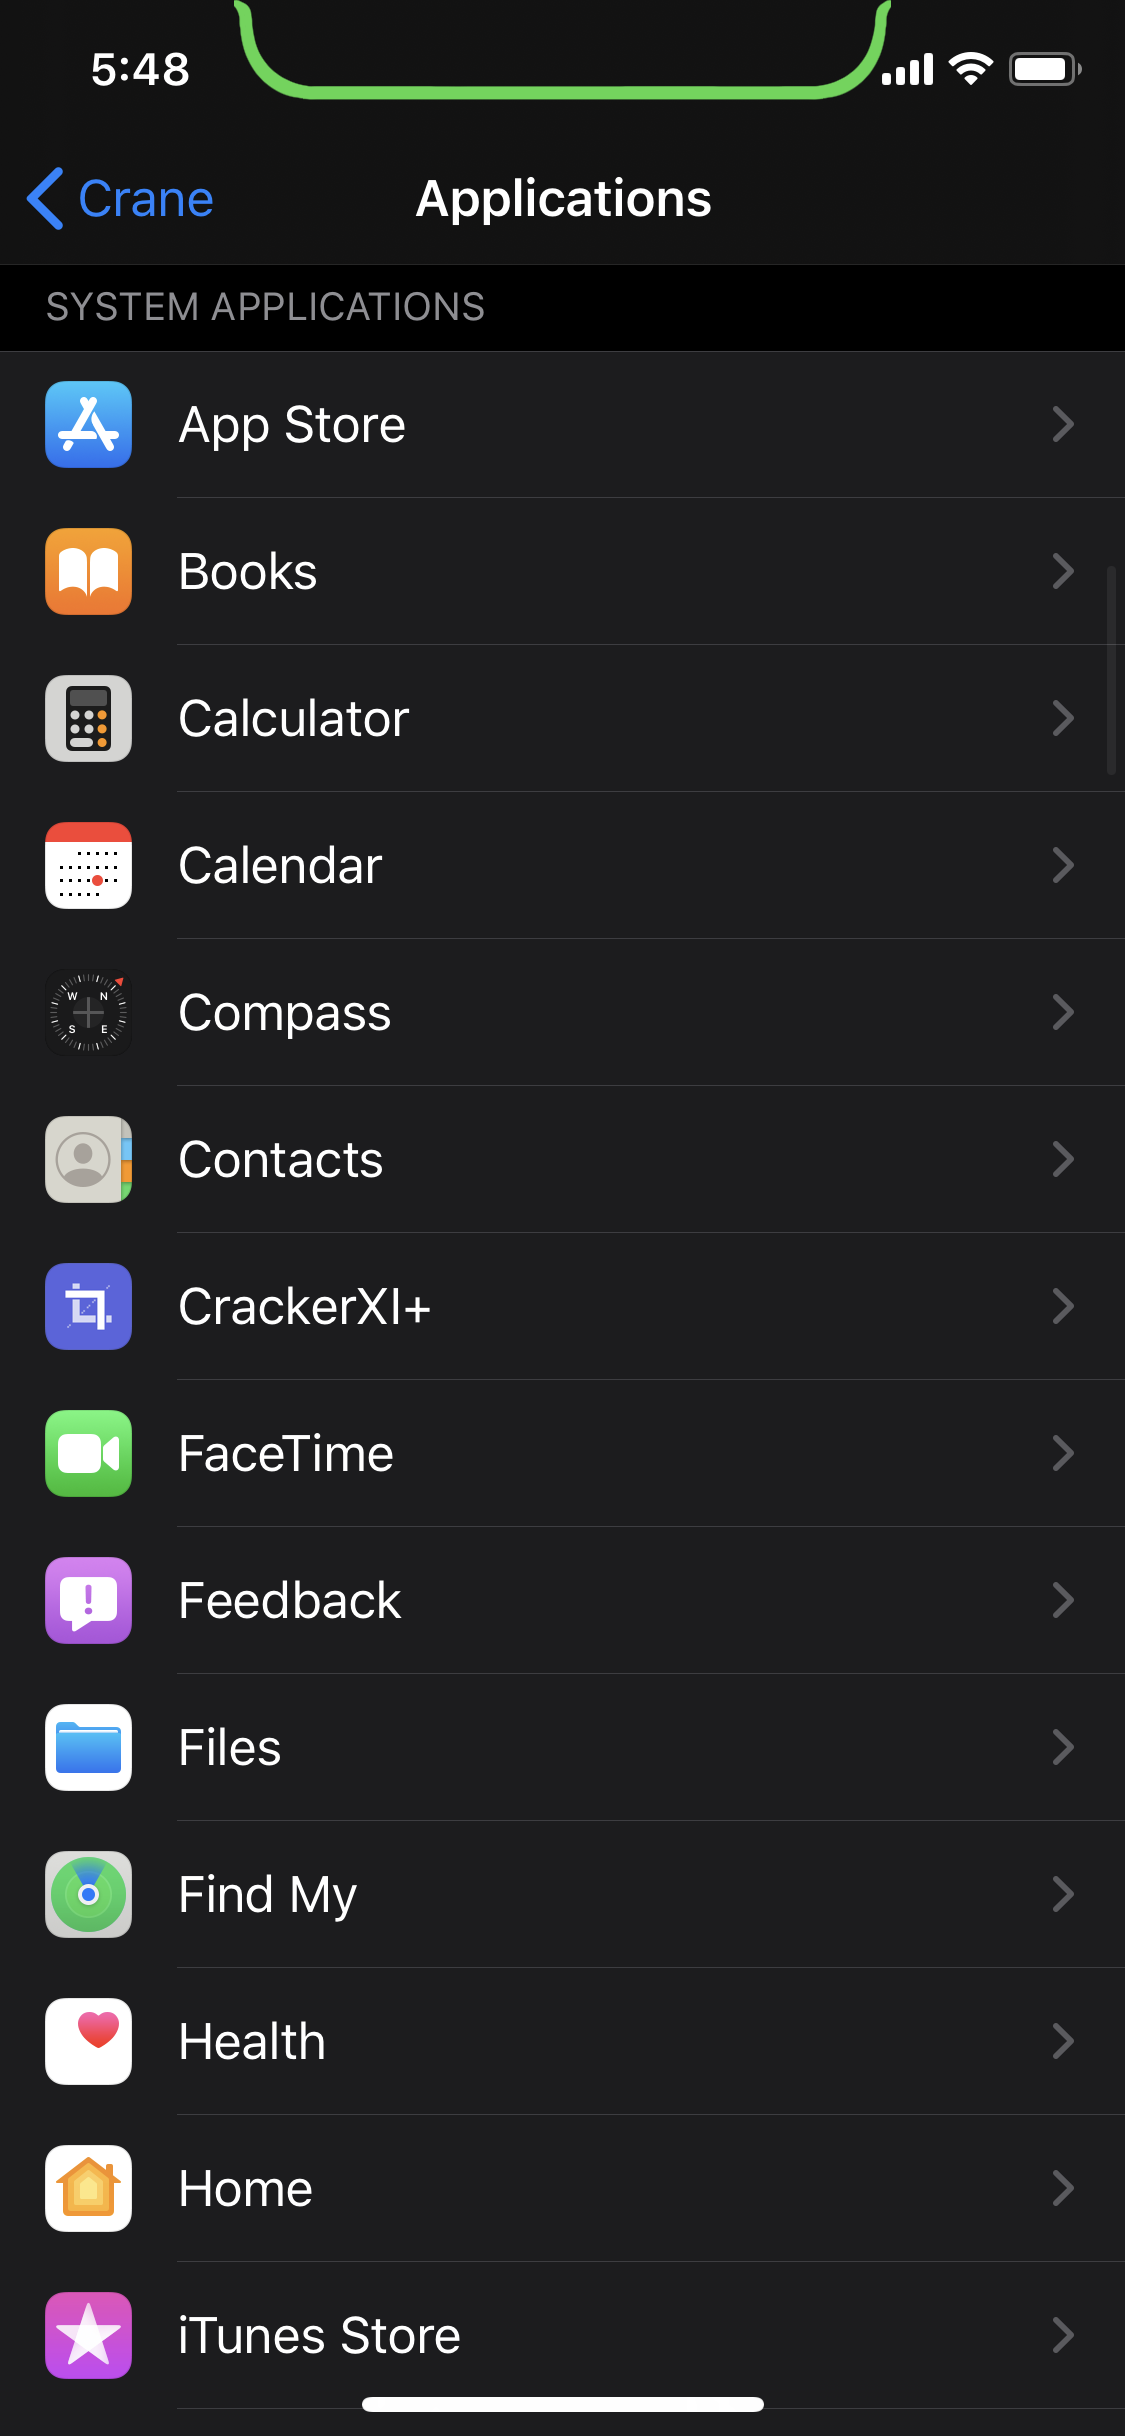 5:48
Crane
Applications
SYSTEM APPLICATIONS
App Store
Books
Calculator
Calendar
W N
S E
Compass
Contacts
CrackerXI+
FaceTime
!
Feedback
Files
Find My
Health
Home
iTunes Store